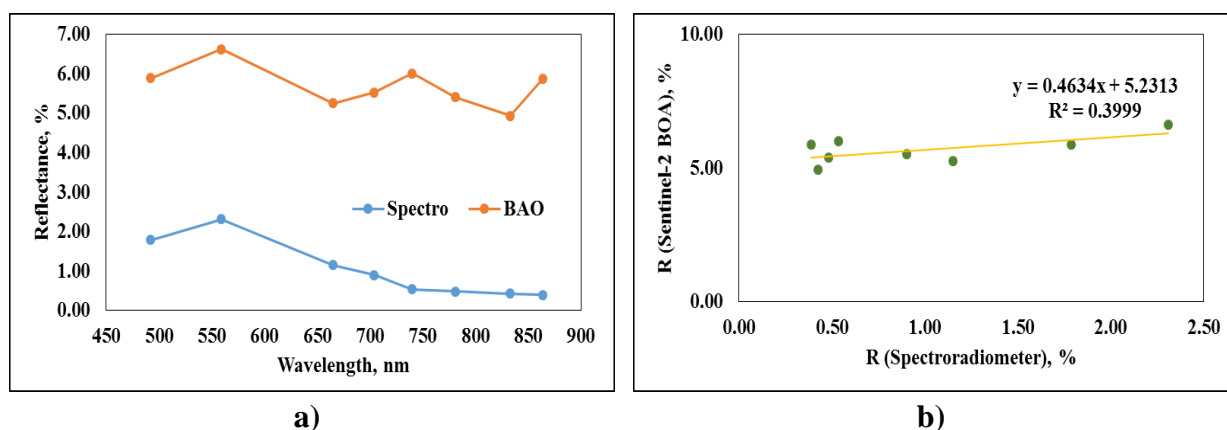 7.00
6.00
5.00
4.00
3.00
2.00
1.00
0.00
Reflectance, %
Spectro
BAO
450 500 550 600 650 700 750 800 850 900
Wavelength, nm
a)
10.00
5.00
0.00
R (Sentinel-2 BOA), %
y = 0.4634x + 5.2313
R² = 0.3999
0.00 0.50 1.00 1.50 2.00 2.50
R (Spectroradiometer), %
b)